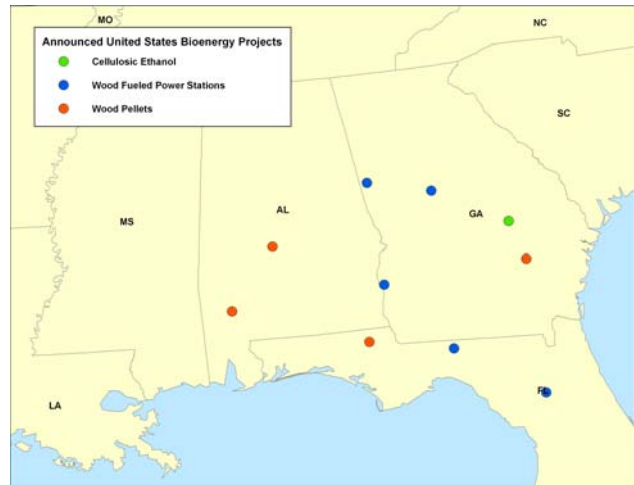 MO
NC
Announced United States Bioenergy Projects
Cellulosic Ethanol
Wood Fueled Power Stations
Wood Pellets
SC
AL
GA
MS
FL
LA